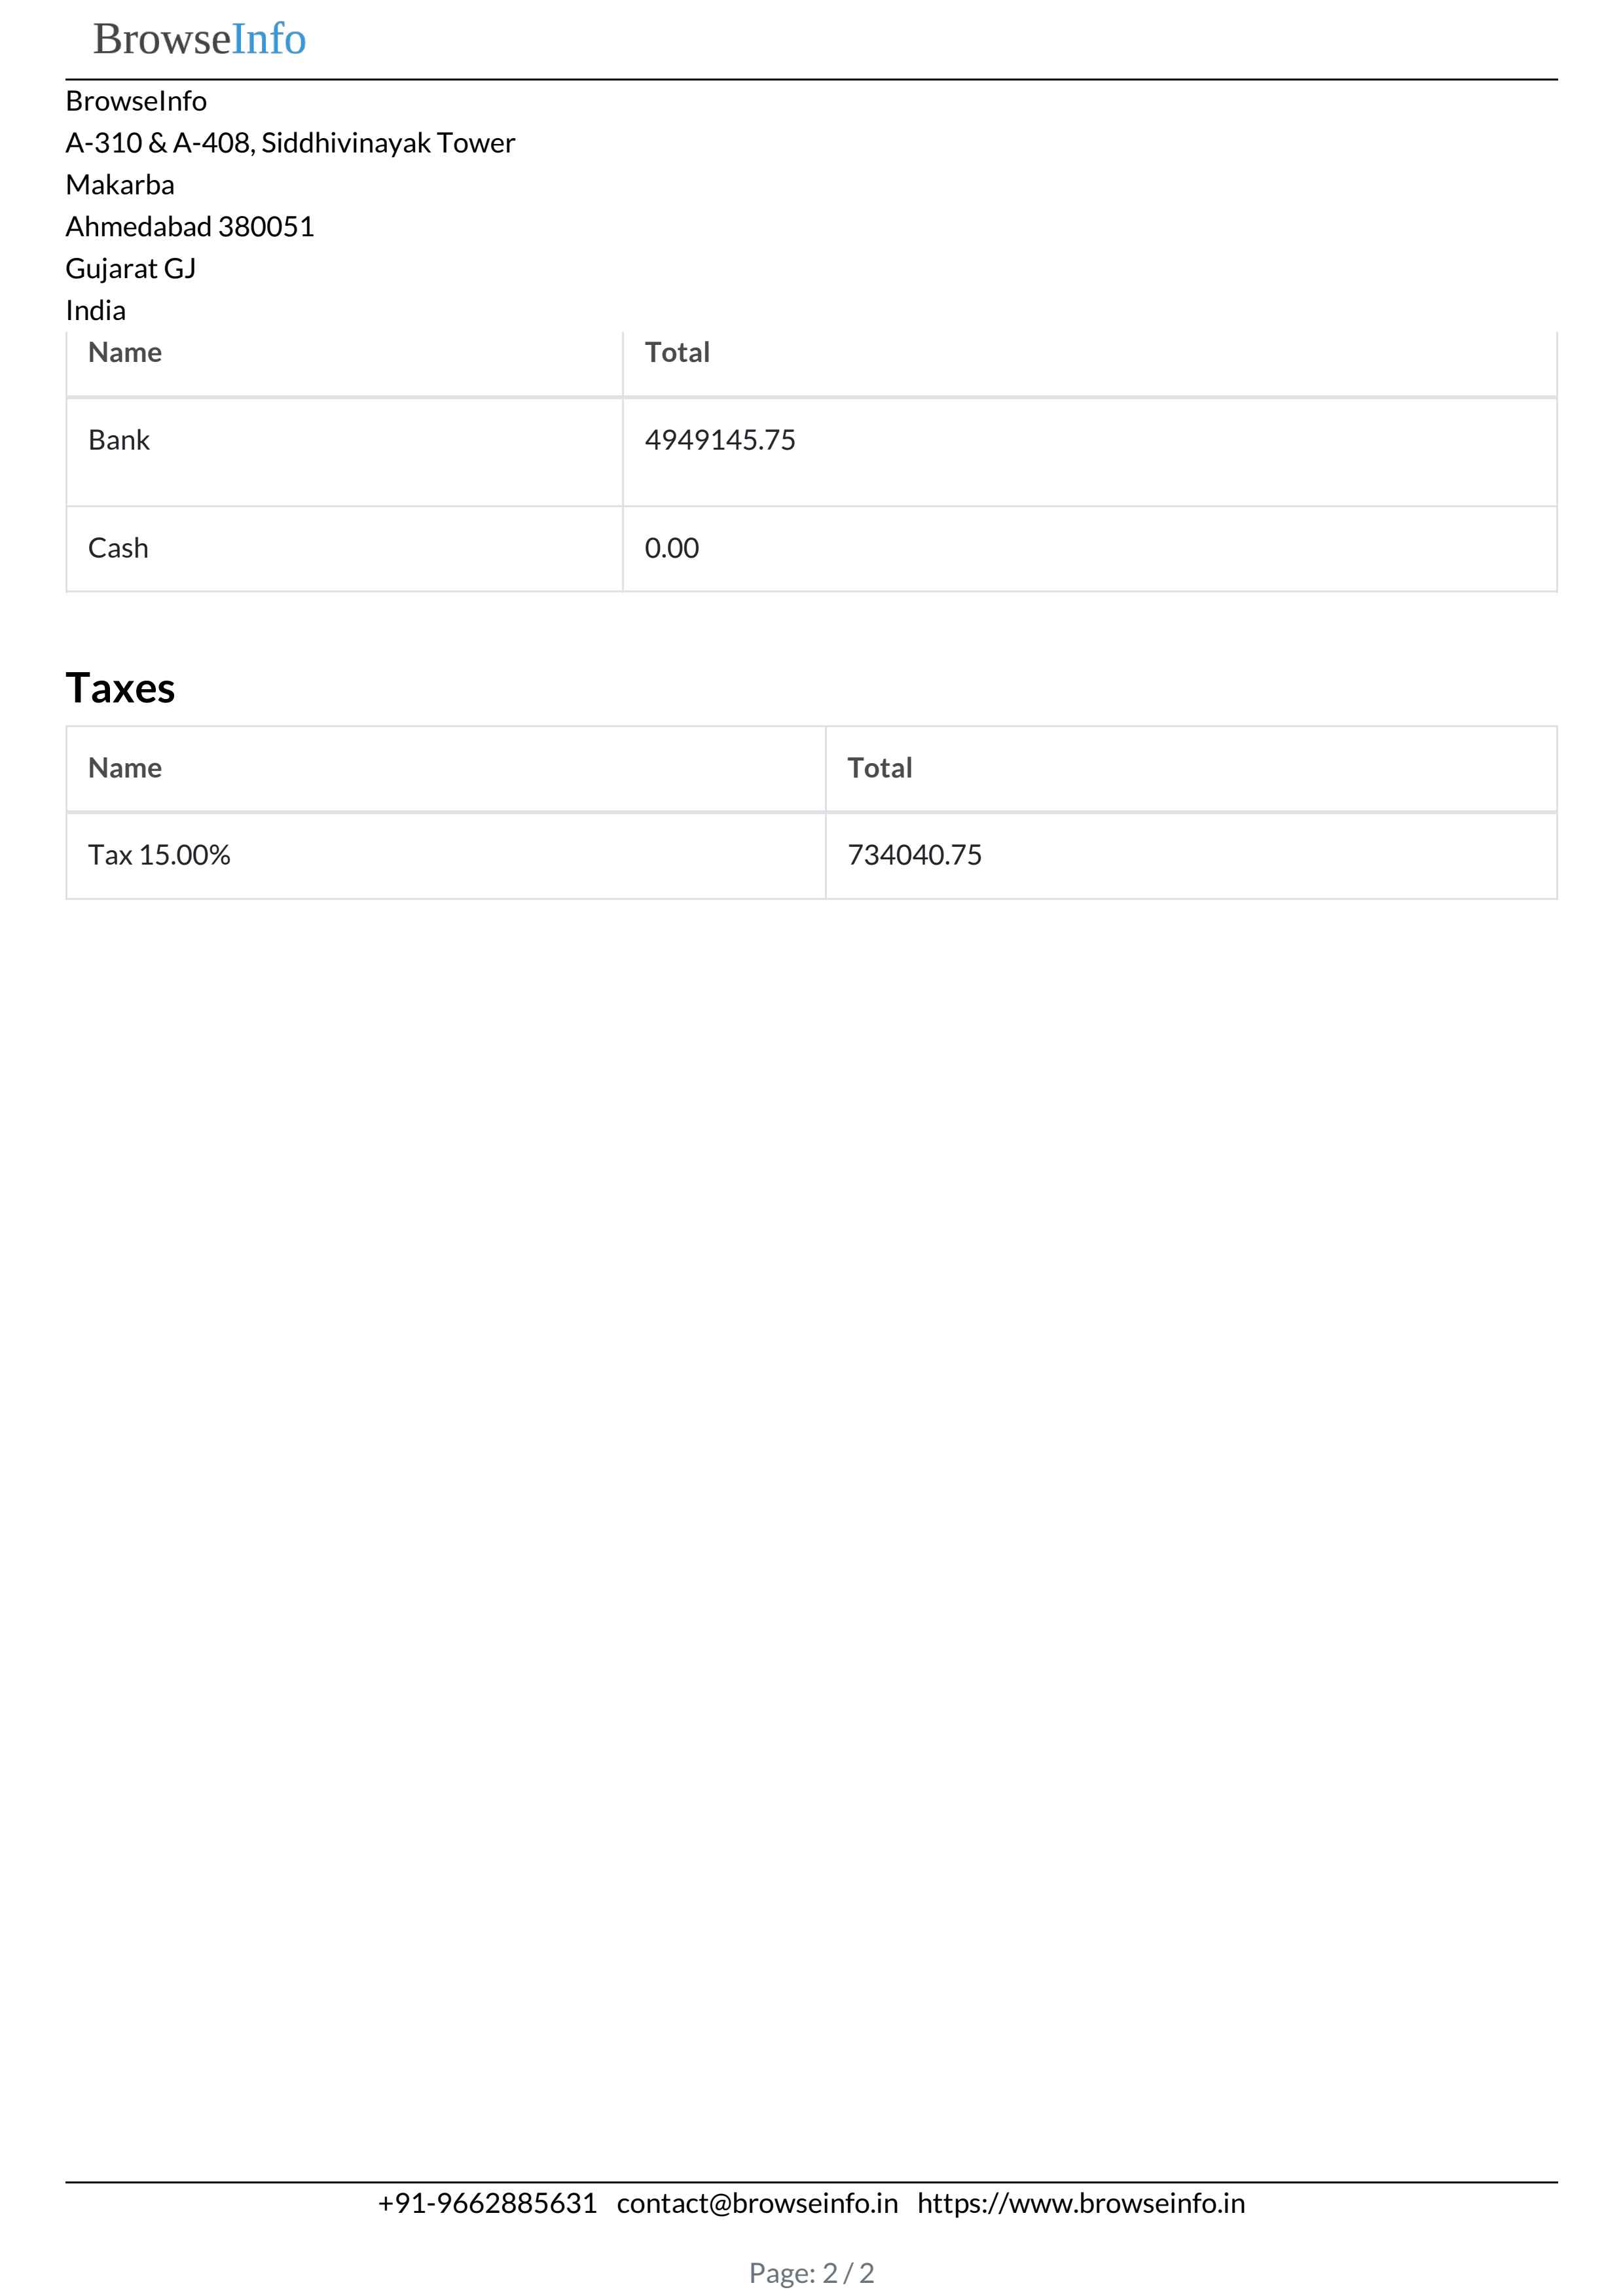 BrowseInfo
BrowseInfo
A-310 & A-408, Siddhivinayak Tower
Makarba
Ahmedabad 380051
Gujarat GJ
India
Name Total
Bank 4949145.75
Cash 0.00
Taxes
Name Total
Tax 15.00% 734040.75
+91-9662885631 contact@browseinfo.in https://www.browseinfo.in
Page: 2 / 2